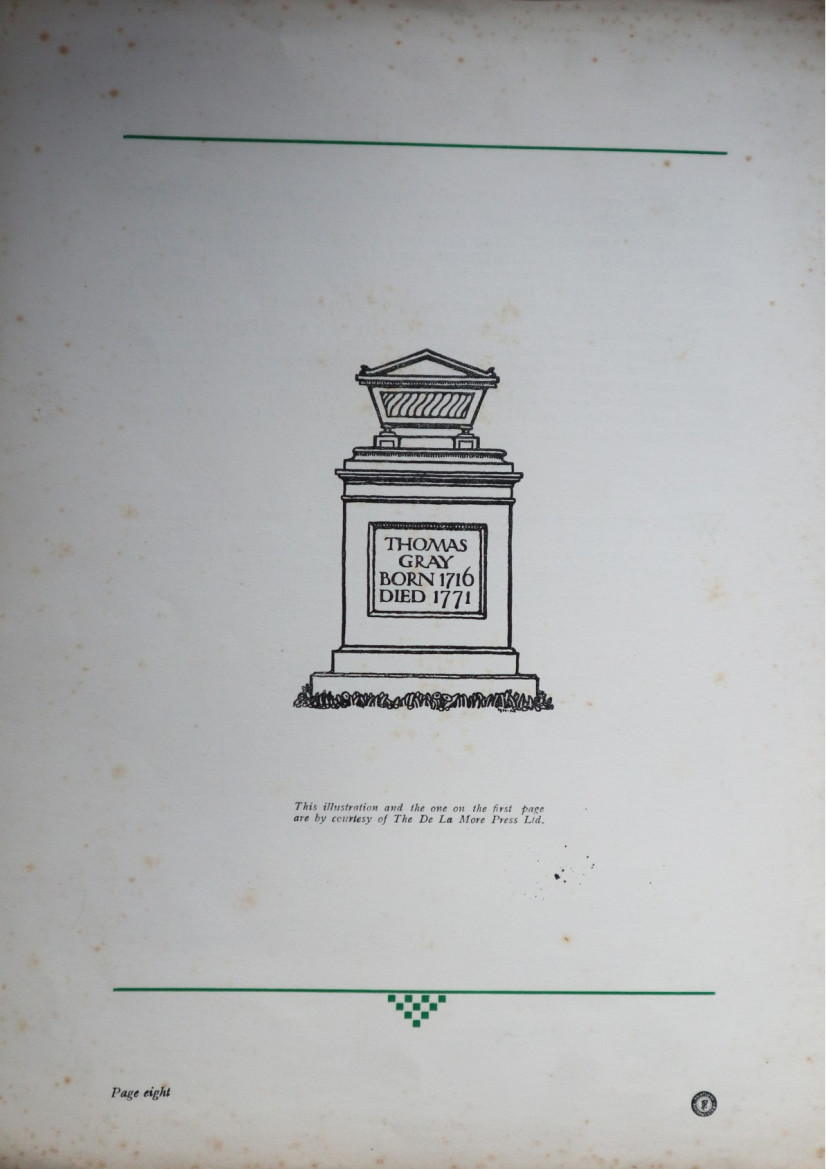 THOMAS
GRAY
BORN 1716
DIED 1771
This illustration and the one on the first page
are by courtesy of The De La More Press Ltd.
Page eight